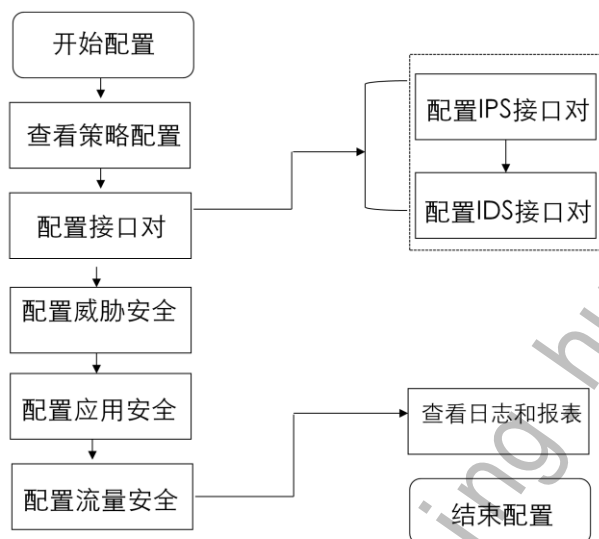 开始配置
查看策略配置
配置接口对
配置威胁安全
配置应用安全
配置流量安全
配置IPS接口对
配置IDS接口对
查看日志和报表
结束配置
ing hu